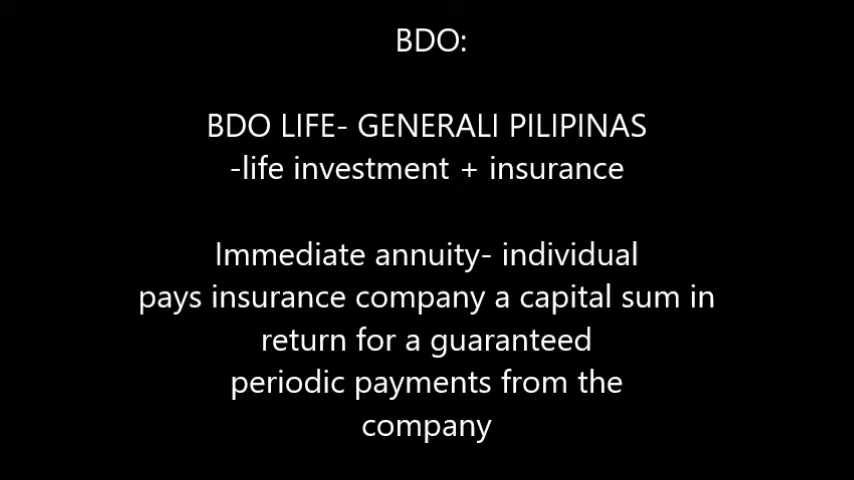 BDO:
BDO LIFE- GENERALI PILIPINAS
-life investment + insurance
Immediate annuity- individual
pays insurance company a capital sum in
return for a guaranteed
periodic payments from the
company